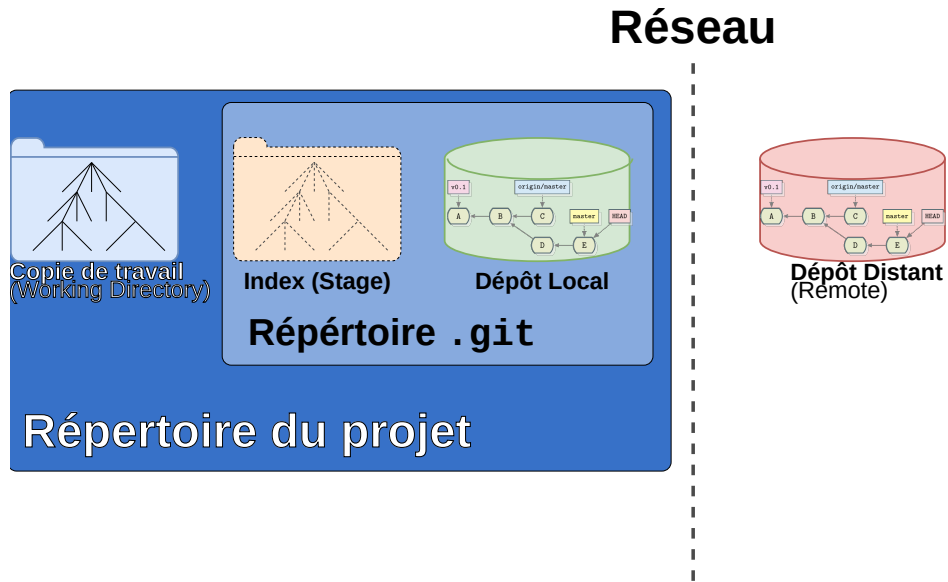 Réseau
v0.1
origin/master
A
B
C
master
HEAD
D
E
v0.1
origin/master
A
B
C
master
HEAD
D
E
Copie de travail
(Working Directory)
Index (Stage)
Dépôt Local
Dépôt Distant
(Remote)
Répértoire .git
Répertoire du projet